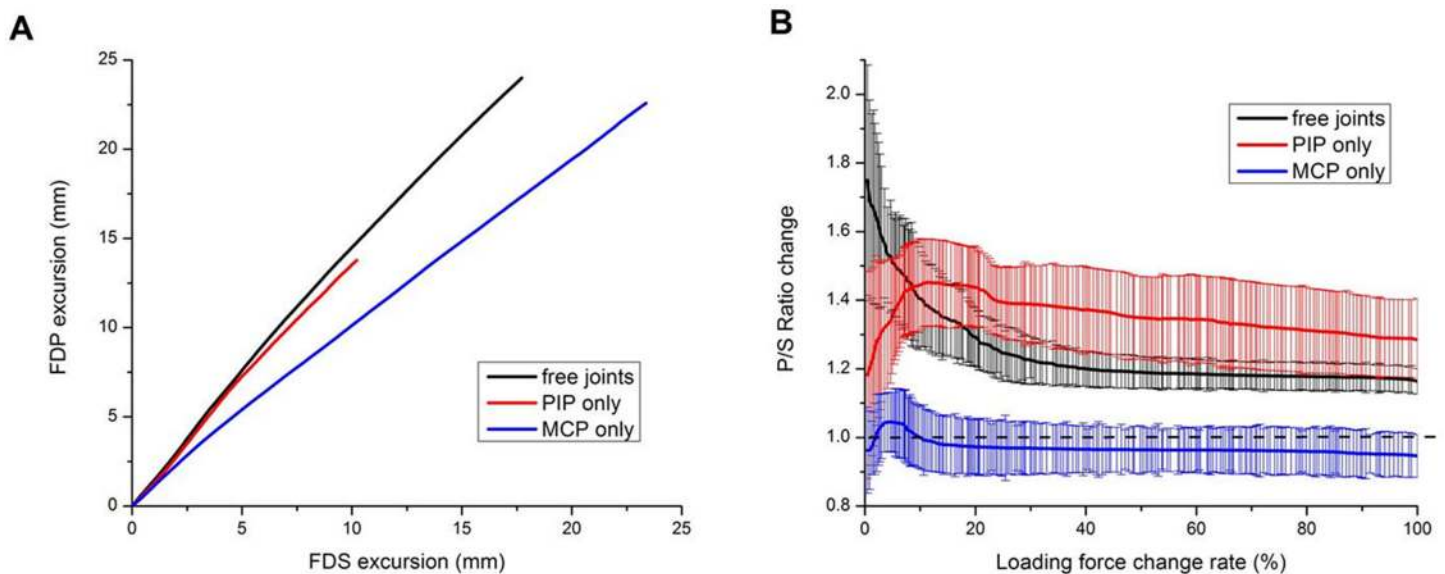 A
25
20
15
10
5
0
FDP excursion (mm)
free joints
PIP only
MCP only
0 5 10 15 20 25
FDS excursion (mm)
B
2.0
1.8
1.6
1.4
1.2
1.0
0.8
P/S Ratio change
free joints
PIP only
MCP only
0 20 40 60 80 100
Loading force change rate (%)